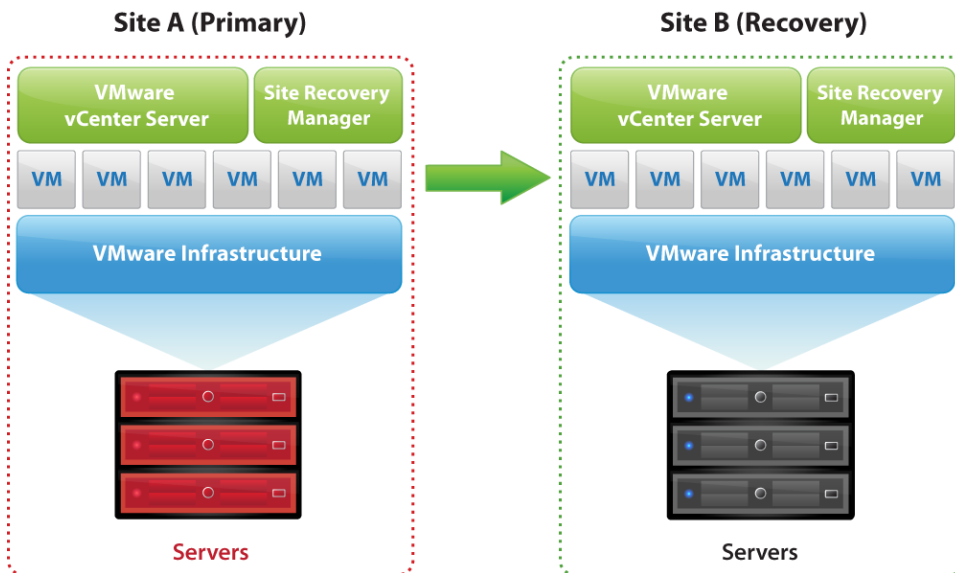 Site A (Primary)
Site B (Recovery)
VMware
vCenter Server
Site Recovery
Manager
VMware
vCenter Server
Site Recovery
Manager
VM VM VM VM VM VM
VM VM VM VM VM VM
VMware Infrastructure
VMware Infrastructure
Servers
Servers